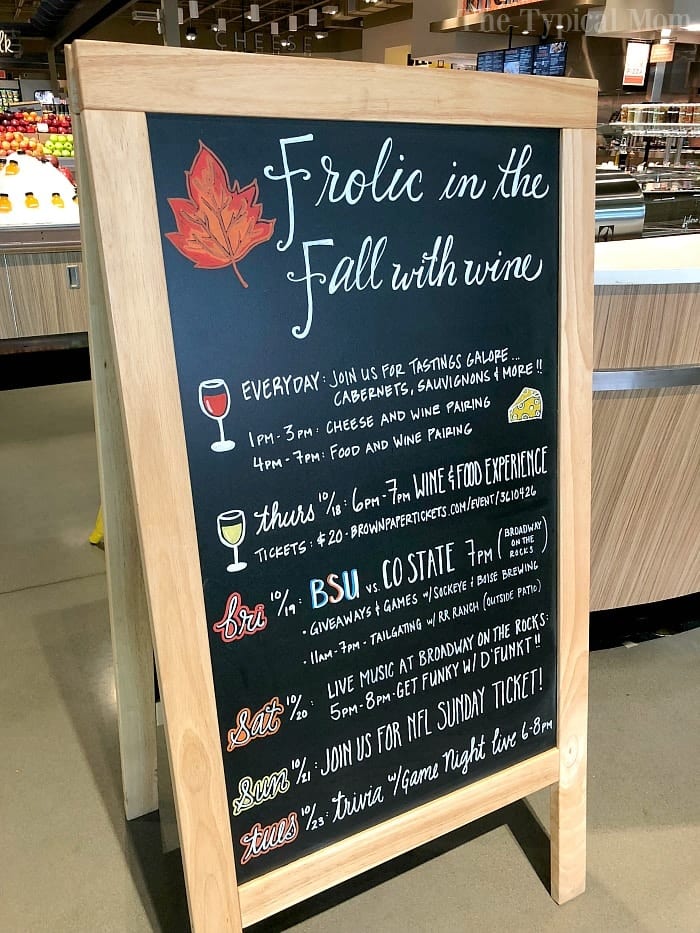 The Typical Mom
CHEESE
PIZZA
Frolic in the
Fall with wine
EVERYDAY: JOIN US FOR TASTINGS GALORE...
CABERNETS, SAUVIGNONS & MORE!!
1PM-3PM: CHEESE AND WINE PAIRING
4PM-7PM: FOOD AND WINE PAIRING
thurs 10/18: 6PM-7PM WINE & FOOD EXPERIENCE
TICKETS: $20-BROWNPAPERTICKETS.COM/EVENT/3610426
fri 10/19: BSU vs. CO STATE 7PM (BROADWAY
ON THE
ROCKS)
• GIVEAWAYS & GAMES W/ SOCKEYE & BOISE BREWING
• 11AM-7PM - TAILGATING W/ RR RANCH (OUTSIDE PATIO)
sat 10/20: LIVE MUSIC AT BROADWAY ON THE ROCKS:
5PM-8PM-GET FUNKY W/ D'FUNKT!!
sun 10/21: JOIN US FOR NFL SUNDAY TICKET!
tues 10/23: trivia w/Game Night live 6-8pm